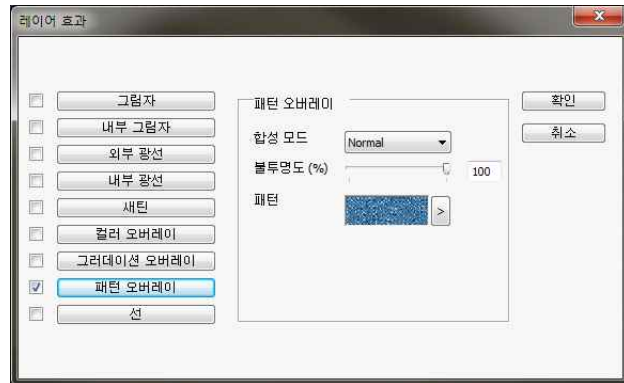 레이어 효과
그림자
내부 그림자
외부 광선
내부 광선
새틴
컬러 오버레이
그러데이션 오버레이
패턴 오버레이
선
패턴 오버레이
합성 모드
Normal
불투명도 (%)
100
패턴
>
확인
취소